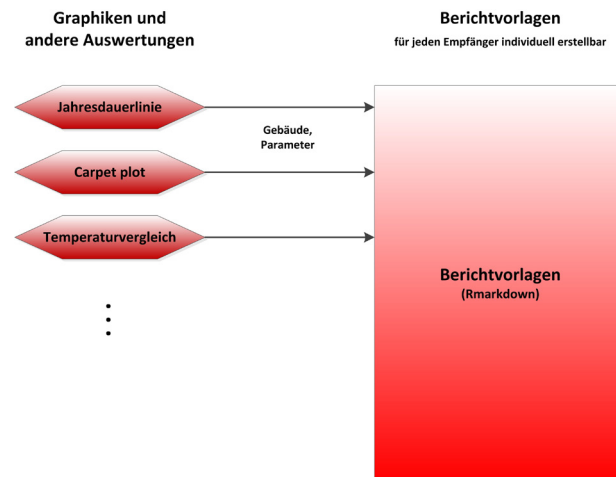 Graphiken und
andere Auswertungen
Berichtvorlagen
für jeden Empfänger individuell erstellbar
Jahresdauerlinie
Gebäude,
Parameter
Carpet plot
Temperaturvergleich
Berichtvorlagen
(Rmarkdown)